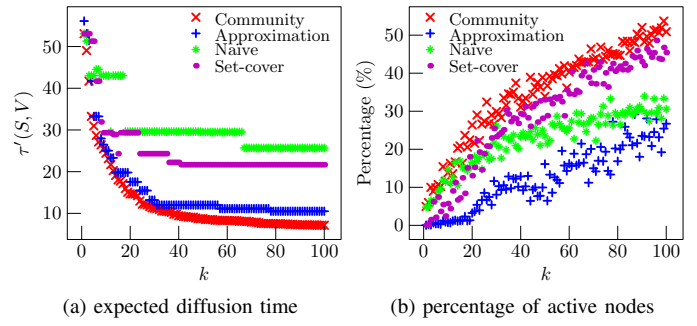 × Community
+ Approximation
* Naïve
• Set-cover
τ′(S, V)
50
40
30
20
10
0 20 40 60 80 100
k
(a) expected diffusion time
× Community
+ Approximation
* Naïve
• Set-cover
Percentage (%)
50
40
30
20
10
0
0 20 40 60 80 100
k
(b) percentage of active nodes